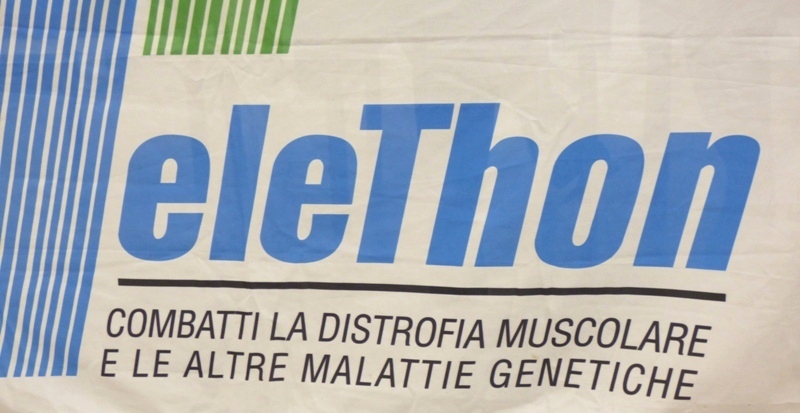 eleThon
COMBATTI LA DISTROFIA MUSCOLARE
E LE ALTRE MALATTIE GENETICHE